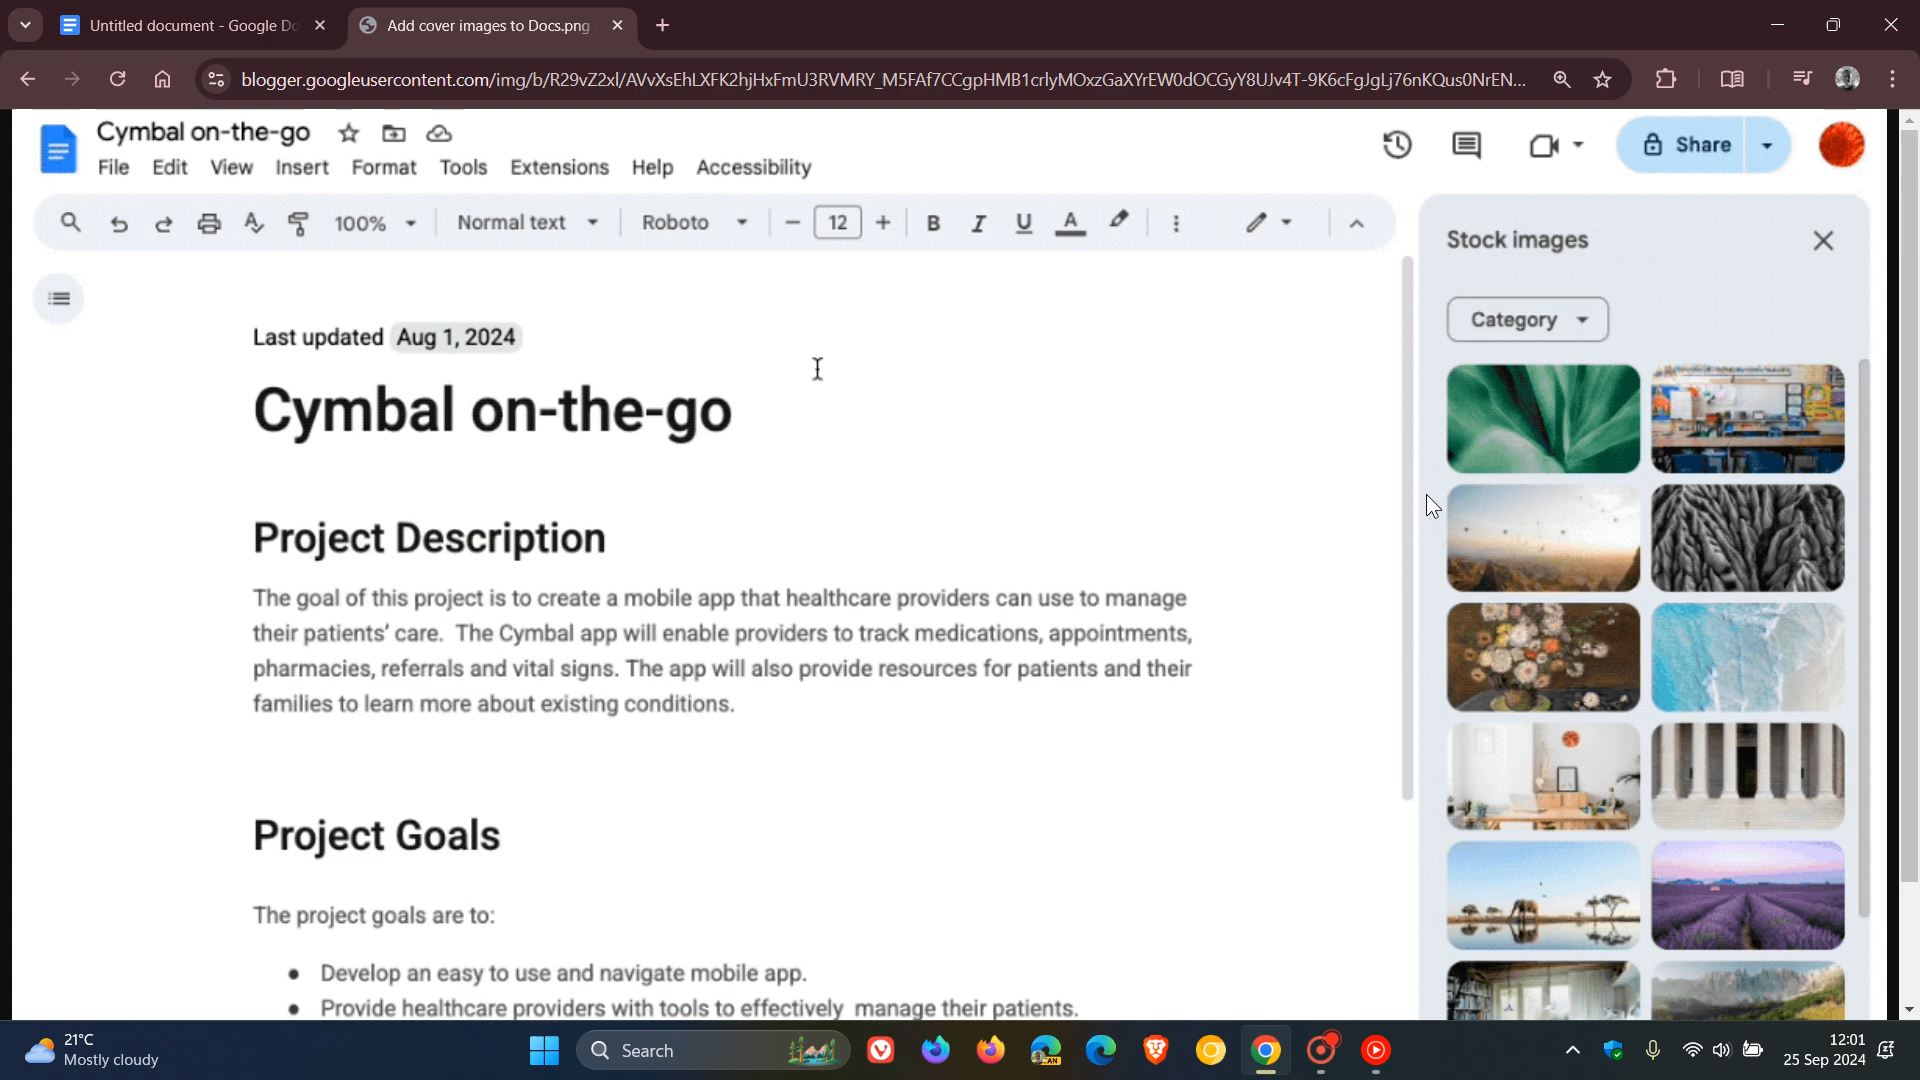 Untitled document - Google Do
Add cover images to Docs.png
blogger.googleusercontent.com/img/b/R29vZ2xl/AVvXsEhLXFK2hjHxFmU3RVMRY_M5FAf7CCgpHMB1crlyMOxzGaXYrEW0dOCGyY8UJv4T-9K6cFgJgLj76nKQus0NrEN...
Cymbal on-the-go
File Edit View Insert Format Tools Extensions Help Accessibility
Share
100% Normal text Roboto 12 B I U A
Stock images
Category
Last updated Aug 1, 2024
Cymbal on-the-go
Project Description
The goal of this project is to create a mobile app that healthcare providers can use to manage
their patients' care. The Cymbal app will enable providers to track medications, appointments,
pharmacies, referrals and vital signs. The app will also provide resources for patients and their
families to learn more about existing conditions.
Project Goals
The project goals are to:
● Develop an easy to use and navigate mobile app.
● Provide healthcare providers with tools to effectively manage their patients.
21°C
Mostly cloudy
Search
CAN
12:01
25 Sep 2024